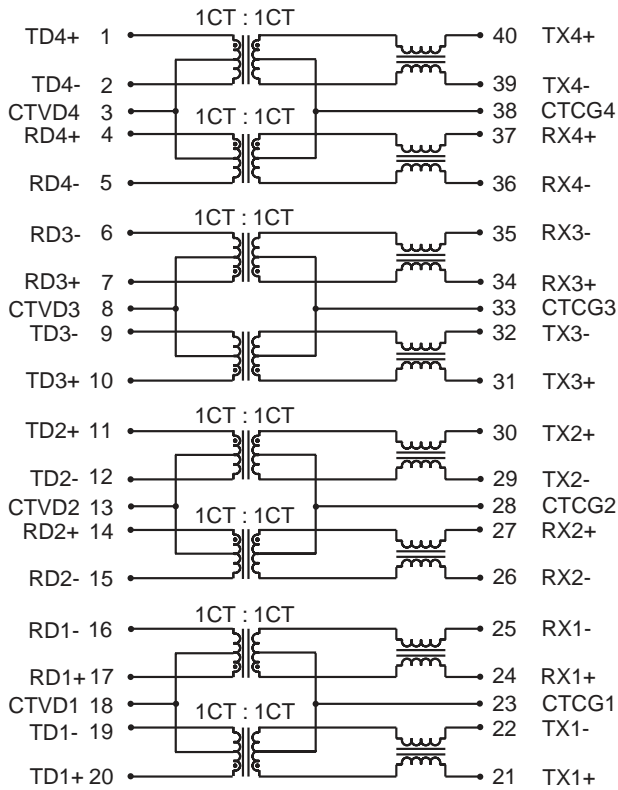 1CT : 1CT
TD4+ 1 40 TX4+
TD4- 2 39 TX4-
CTVD4 3 1CT : 1CT 38 CTCG4
RD4+ 4 37 RX4+
RD4- 5 36 RX4-
1CT : 1CT
RD3- 6 35 RX3-
RD3+ 7 34 RX3+
CTVD3 8 1CT : 1CT 33 CTCG3
TD3- 9 32 TX3-
TD3+ 10 31 TX3+
1CT : 1CT
TD2+ 11 30 TX2+
TD2- 12 29 TX2-
CTVD2 13 1CT : 1CT 28 CTCG2
RD2+ 14 27 RX2+
RD2- 15 26 RX2-
1CT : 1CT
RD1- 16 25 RX1-
RD1+ 17 24 RX1+
CTVD1 18 1CT : 1CT 23 CTCG1
TD1- 19 22 TX1-
TD1+ 20 21 TX1+